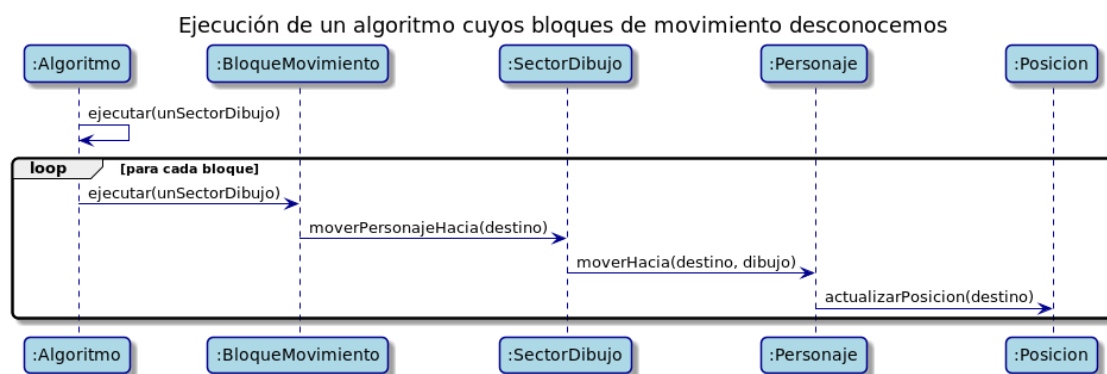 Ejecución de un algoritmo cuyos bloques de movimiento desconocemos
:Algoritmo :BloqueMovimiento :SectorDibujo :Personaje :Posicion
ejecutar(unSectorDibujo)
loop [para cada bloque]
ejecutar(unSectorDibujo)
moverPersonajeHacia(destino)
moverHacia(destino, dibujo)
actualizarPosicion(destino)
:Algoritmo :BloqueMovimiento :SectorDibujo :Personaje :Posicion